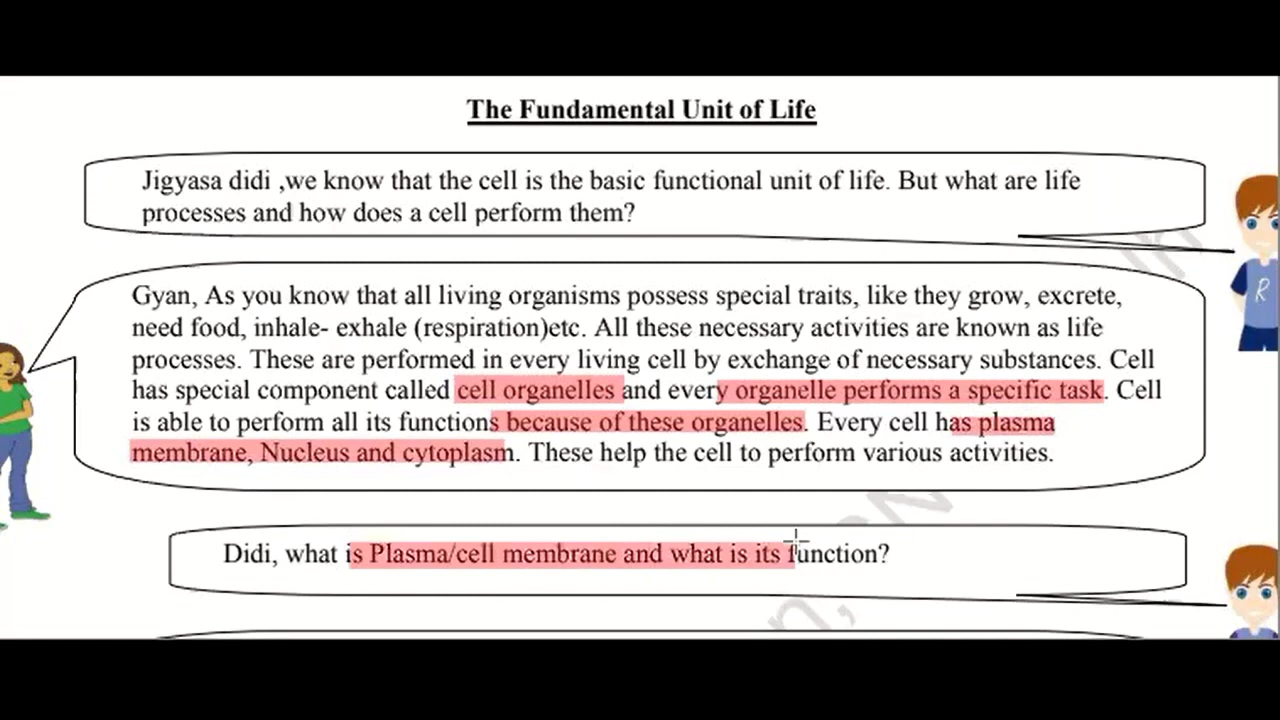 The Fundamental Unit of Life
Jigyasa didi ,we know that the cell is the basic functional unit of life. But what are life
processes and how does a cell perform them?
Gyan, As you know that all living organisms possess special traits, like they grow, excrete,
need food, inhale- exhale (respiration)etc. All these necessary activities are known as life
processes. These are performed in every living cell by exchange of necessary substances. Cell
has special component called cell organelles and every organelle performs a specific task. Cell
is able to perform all its functions because of these organelles. Every cell has plasma
membrane, Nucleus and cytoplasm. These help the cell to perform various activities.
Didi, what is Plasma/cell membrane and what is its function?
R